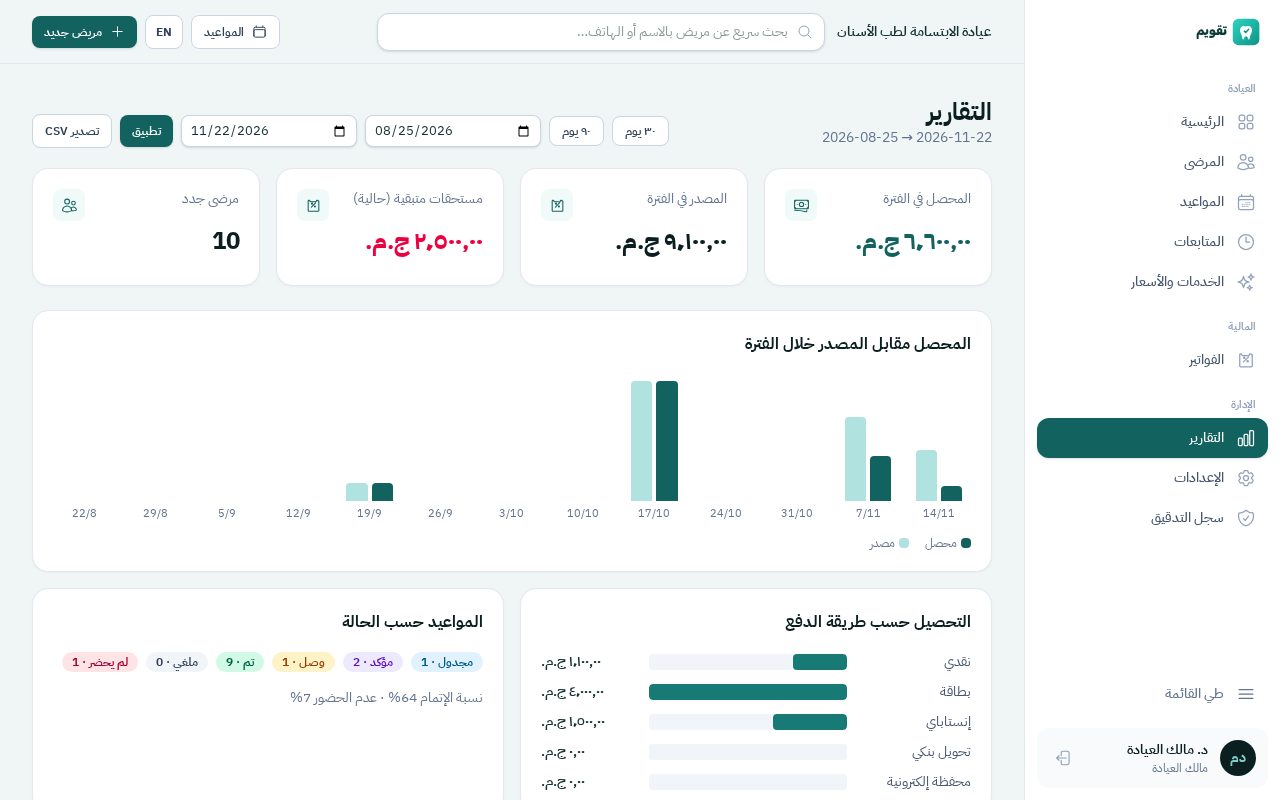 تقويم
العيادة
الرئيسية
المرضى
المواعيد
المتابعات
الخدمات والأسعار
المالية
الفواتير
الإدارة
التقارير
الإعدادات
سجل التدقيق
طي القائمة
د. مالك العيادة
مالك العيادة
دم
عيادة الابتسامة لطب الأسنان
بحث سريع عن مريض بالاسم أو الهاتف...
المواعيد
EN
مريض جديد
التقارير
2026-08-25 → 2026-11-22
٣٠ يوم
٩٠ يوم
08/25/2026
11/22/2026
تطبيق
تصدير CSV
المحصل في الفترة
٦٬٦٠٠٫٠٠ ج.م.
المصدر في الفترة
٩٬١٠٠٫٠٠ ج.م.
مستحقات متبقية (حالية)
٢٬٥٠٠٫٠٠ ج.م.
مرضى جدد
10
المحصل مقابل المصدر خلال الفترة
14/11 7/11 31/10 24/10 17/10 10/10 3/10 26/9 19/9 12/9 5/9 29/8 22/8
محصل
مصدر
التحصيل حسب طريقة الدفع
نقدي ١٬١٠٠٫٠٠ ج.م.
بطاقة ٤٬٠٠٠٫٠٠ ج.م.
إنستاباي ١٬٥٠٠٫٠٠ ج.م.
تحويل بنكي ٠٫٠٠ ج.م.
محفظة إلكترونية ٠٫٠٠ ج.م.
المواعيد حسب الحالة
مجدول · 1 مؤكد · 2 وصل · 1 تم · 9 ملغي · 0 لم يحضر · 1
نسبة الإتمام 64% · عدم الحضور 7%